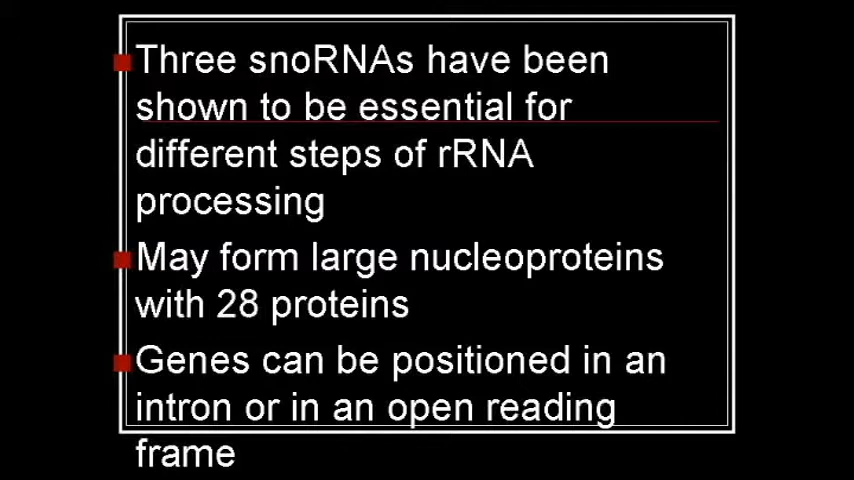 Three snoRNAs have been
shown to be essential for
different steps of rRNA
processing
May form large nucleoproteins
with 28 proteins
Genes can be positioned in an
intron or in an open reading
frame